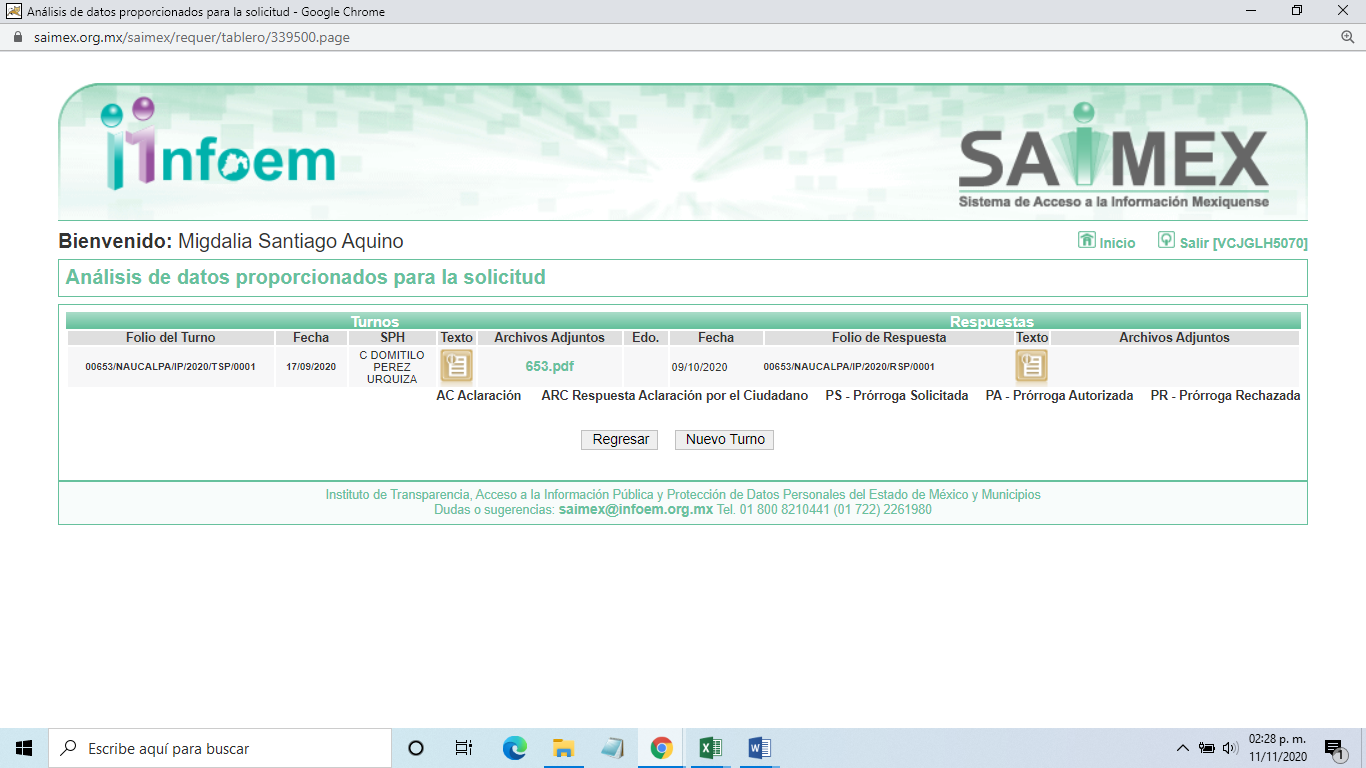 Análisis de datos proporcionados para la solicitud - Google Chrome
saimex.org.mx/saimex/requer/tablero/339500.page
infoem
SAIMEX
Sistema de Acceso a la Información Mexiquense
Bienvenido: Migdalia Santiago Aquino
Inicio Salir [VCJGLH5070]
Análisis de datos proporcionados para la solicitud
Turnos Respuestas
Folio del Turno Fecha SPH Texto Archivos Adjuntos Edo. Fecha Folio de Respuesta Texto Archivos Adjuntos
00653/NAUCALPA/IP/2020/TSP/0001 17/09/2020 C DOMITILO PEREZ URQUIZA 653.pdf 09/10/2020 00653/NAUCALPA/IP/2020/RSP/0001
AC Aclaración ARC Respuesta Aclaración por el Ciudadano PS - Prórroga Solicitada PA - Prórroga Autorizada PR - Prórroga Rechazada
Regresar Nuevo Turno
Instituto de Transparencia, Acceso a la Información Pública y Protección de Datos Personales del Estado de México y Municipios
Dudas o sugerencias: saimex@infoem.org.mx Tel. 01 800 8210441 (01 722) 2261980
Escribe aquí para buscar
02:28 p. m.
11/11/2020
1